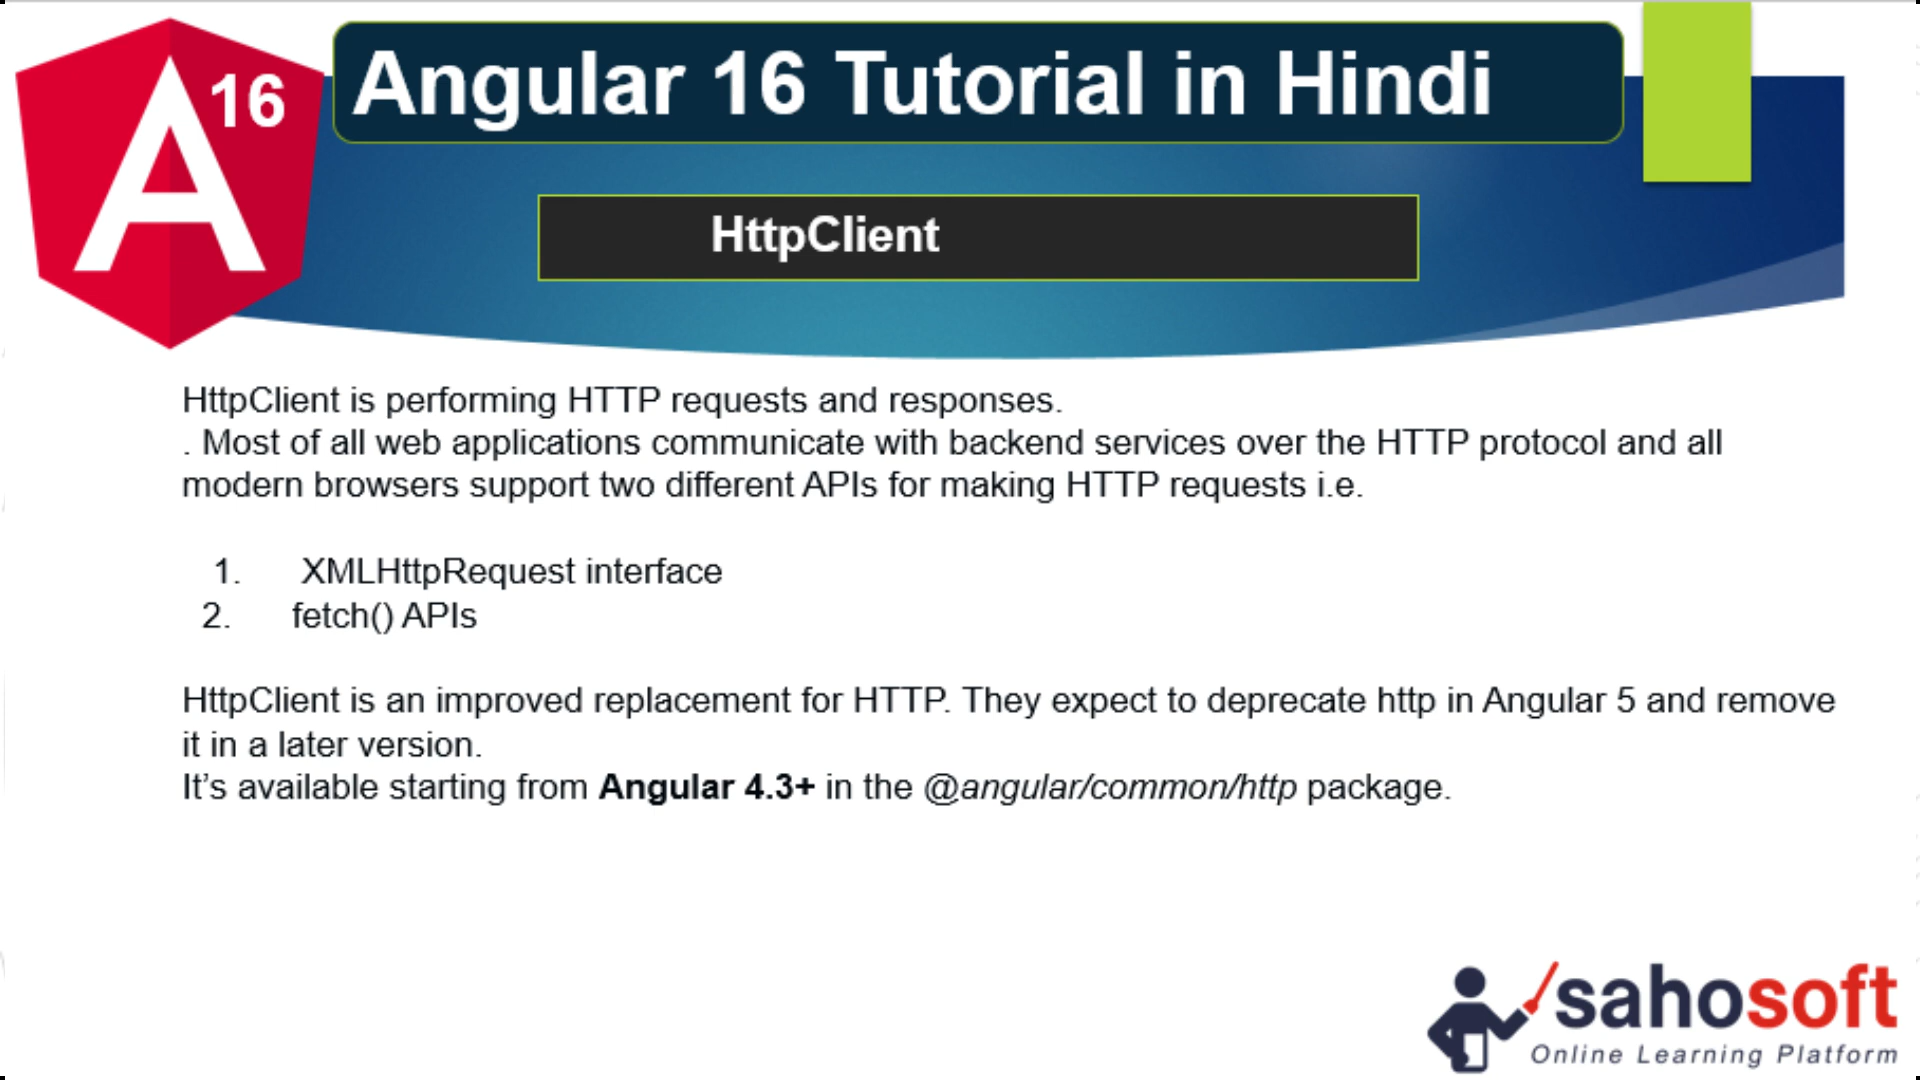 16
Angular 16 Tutorial in Hindi
HttpClient
HttpClient is performing HTTP requests and responses.
. Most of all web applications communicate with backend services over the HTTP protocol and all
modern browsers support two different APIs for making HTTP requests i.e.
1. XMLHttpRequest interface
2. fetch() APIs
HttpClient is an improved replacement for HTTP. They expect to deprecate http in Angular 5 and remove
it in a later version.
It’s available starting from Angular 4.3+ in the @angular/common/http package.
sahosoft
Online Learning Platform